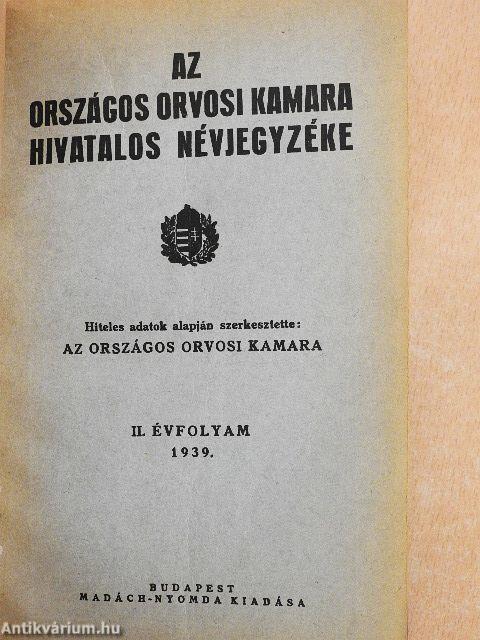 AZ
ORSZÁGOS ORVOSI KAMARA
HIVATALOS NÉVJEGYZÉKE
Hiteles adatok alapján szerkesztette:
AZ ORSZÁGOS ORVOSI KAMARA
II. ÉVFOLYAM
1939.
BUDAPEST
MADÁCH-NYOMDA KIADÁSA
Antikvárium.hu